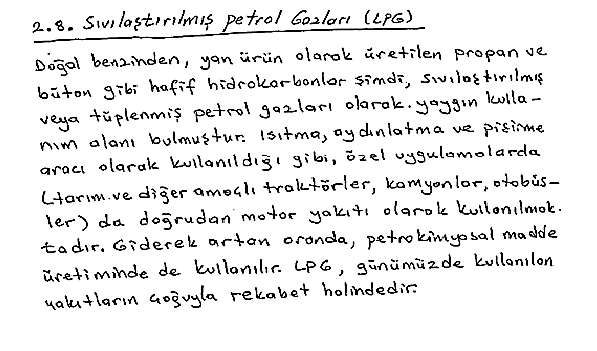 2.8. Sıvılaştırılmış Petrol Gazları (LPG)
Doğal benzinden, yan ürün olarak üretilen propan ve
büton gibi hafif hidrokarbonlar şimdi, sıvılaştırılmış
veya tüplenmiş petrol gazları olarak. yaygın kulla-
nım alanı bulmuştur. Isıtma, aydınlatma ve pişirme
aracı olarak kullanıldığı gibi, özel uygulamalarda
(tarım.ve diğer amaçlı traktörler, kamyonlar, otobüs-
ler) da doğrudan motor yakıtı olarak kullanılmak.
tadır. Giderek artan oranda, petrokimyasal madde
üretiminde de kullanılır. LPG, günümüzde kullanılan
yakıtların çoğuyla rekabet halindedir.